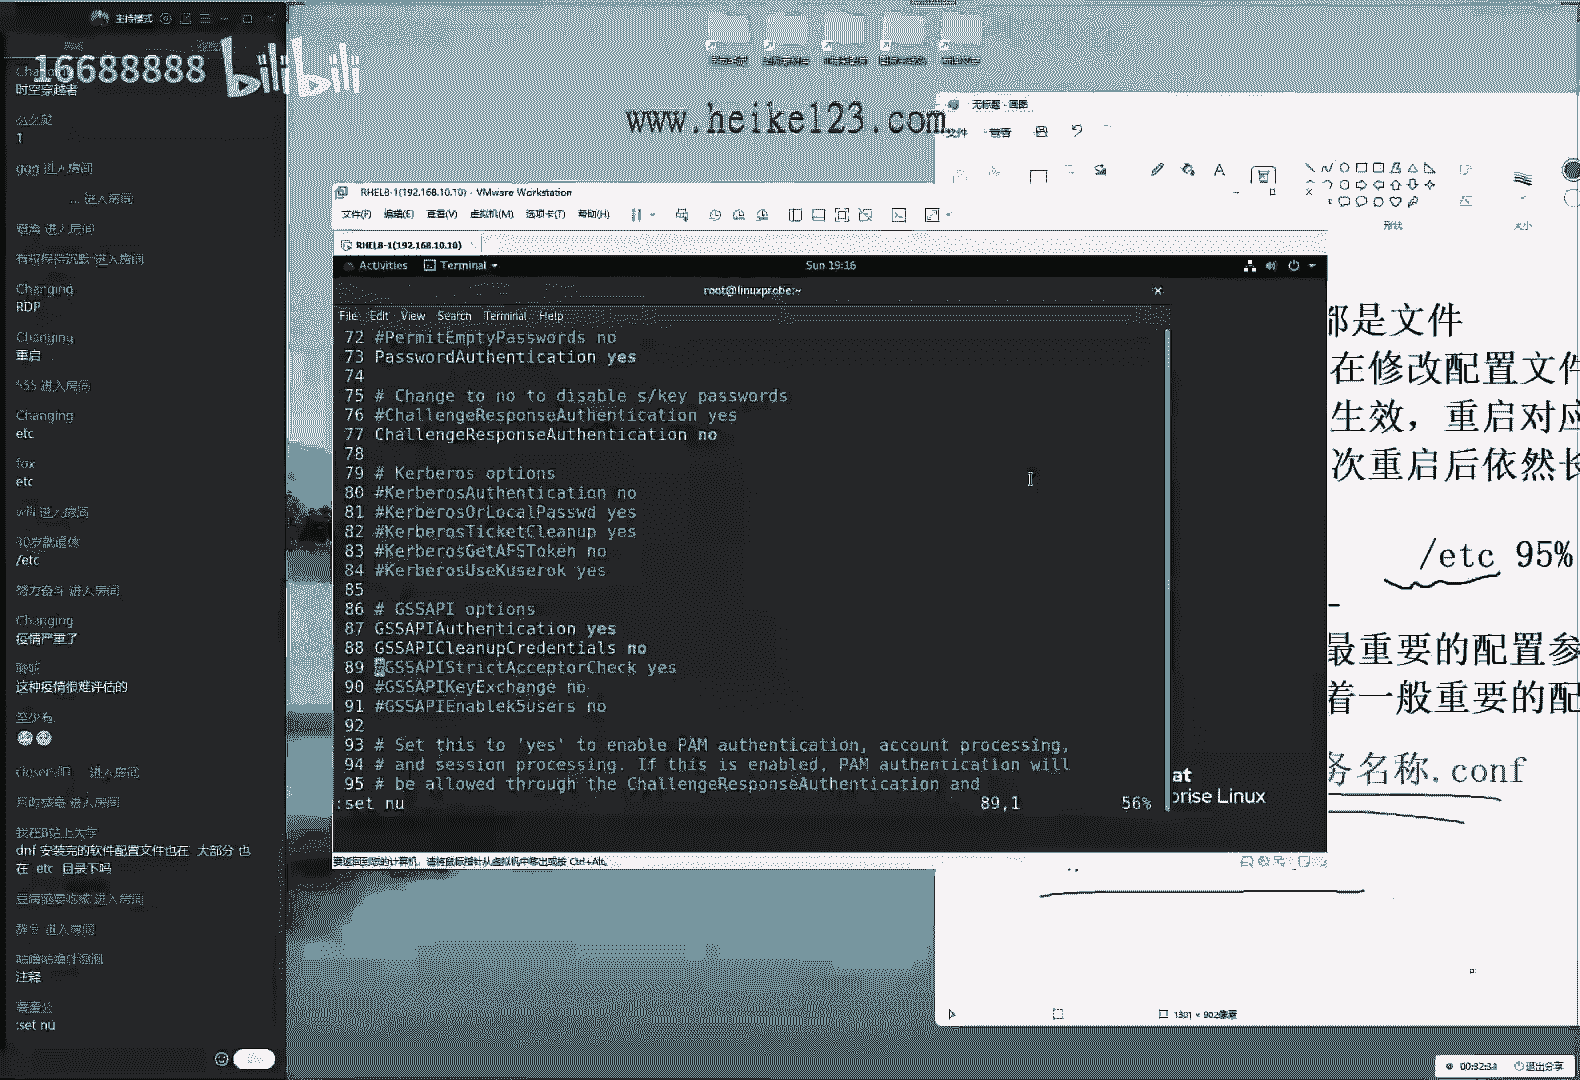 主持模式
16688888 bilibili
时空穿越者
1
ggg 进入房间
... 进入房间
进入房间
进入房间
Changing
RDP
Changing
重启
555 进入房间
Changing
etc
fox
etc
进入房间
/etc
努力奋斗 进入房间
Changing
疫情严重了
这种疫情很难评估的
进入房间
进入房间
我在B站上大学
dnf 安装完的软件配置文件也在 大部分 也
在 etc 目录下吗
进入房间
进入房间
注释
:set nu
www.heike123.com
无标题 - 画图
文件 查看
形状
大小
RHEL8-1(192.168.10.10) - VMware Workstation
文件(F) 编辑(E) 查看(V) 虚拟机(M) 选项卡(T) 帮助(H)
RHEL8-1(192.168.10.10)
Activities Terminal Sun 19:16
root@linuxprobe:~
File Edit View Search Terminal Help
72 #PermitEmptyPasswords no
73 PasswordAuthentication yes
74
75 # Change to no to disable s/key passwords
76 #ChallengeResponseAuthentication yes
77 ChallengeResponseAuthentication no
78
79 # Kerberos options
80 #KerberosAuthentication no
81 #KerberosOrLocalPasswd yes
82 #KerberosTicketCleanup yes
83 #KerberosGetAFSToken no
84 #KerberosUseKuserok yes
85
86 # GSSAPI options
87 GSSAPIAuthentication yes
88 GSSAPICleanupCredentials no
89 #GSSAPIStrictAcceptorCheck yes
90 #GSSAPIKeyExchange no
91 #GSSAPIEnablek5users no
92
93 # Set this to 'yes' to enable PAM authentication, account processing,
94 # and session processing. If this is enabled, PAM authentication will
95 # be allowed through the ChallengeResponseAuthentication and
:set nu 89,1 56%
at
prise Linux
要返回到您的计算机，请将鼠标指针从虚拟机中移出或按 Ctrl+Alt。
都是文件
在修改配置文件
生效，重启对应
次重启后依然长
/etc 95%
最重要的配置参
着一般重要的配
务名称.conf
1301 × 902像素
00:32:34 退出分享